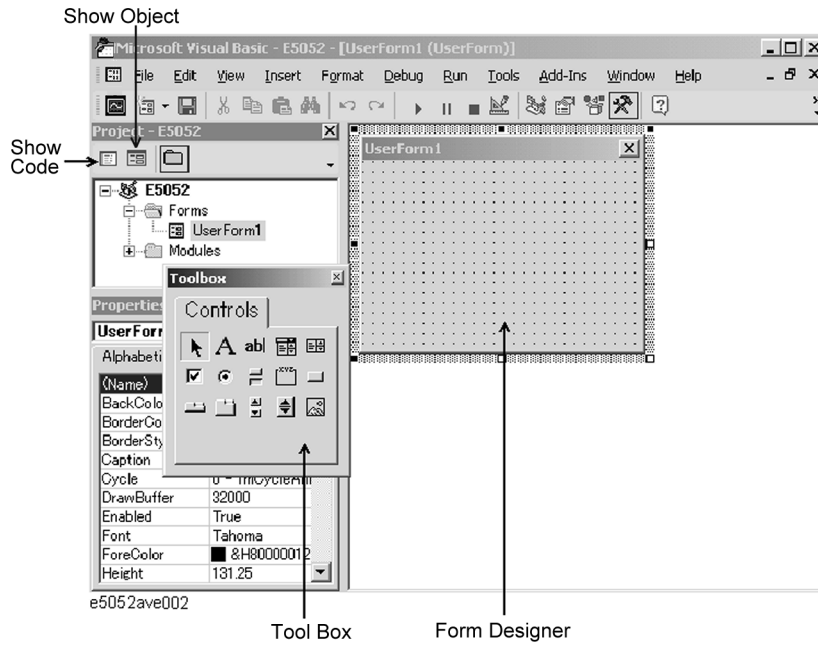 Show Object
Microsoft Visual Basic - E5052 - [UserForm1 (UserForm)]
File Edit View Insert Format Debug Run Tools Add-Ins Window Help
Project - E5052
Show
Code
E5052
Forms
UserForm1
Modules
UserForm1
Toolbox
Controls
A ab|
xyz
Properties
UserForm
Alphabeti
(Name)
BackColo
BorderCo
BorderSty
Caption
Cycle
DrawBuffer 32000
Enabled True
Font Tahoma
ForeColor &H80000012
Height 131.25
e5052ave002
Tool Box
Form Designer